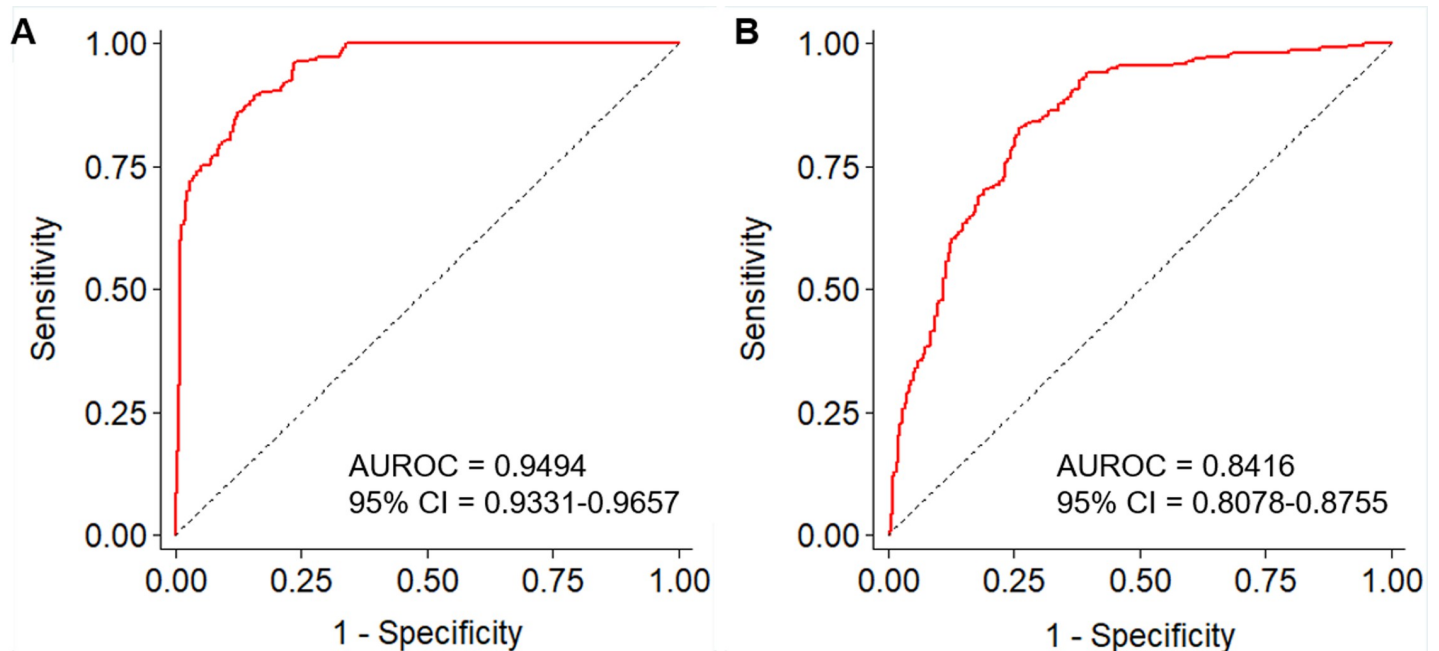 A
1.00
0.75
0.50
0.25
0.00
Sensitivity
AUROC = 0.9494
95% CI = 0.9331-0.9657
0.00 0.25 0.50 0.75 1.00
1 - Specificity
B
1.00
0.75
0.50
0.25
0.00
Sensitivity
AUROC = 0.8416
95% CI = 0.8078-0.8755
0.00 0.25 0.50 0.75 1.00
1 - Specificity